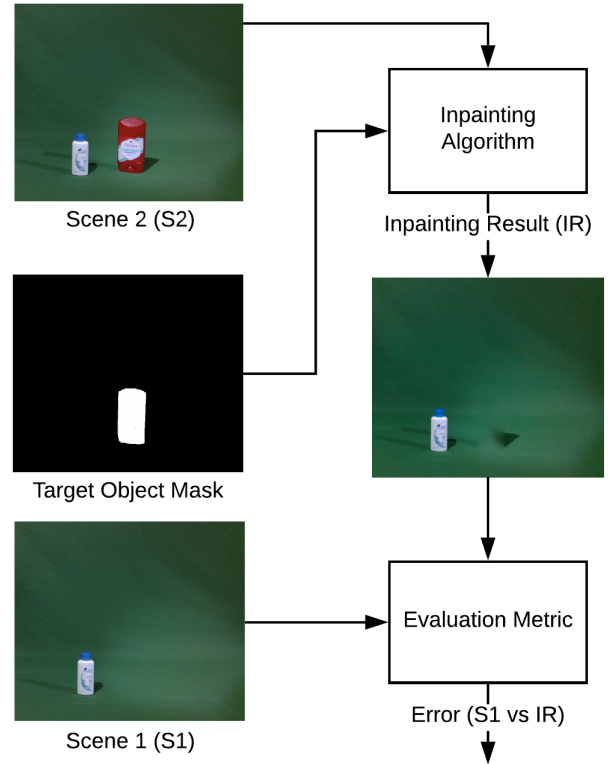 Inpainting
Algorithm
Scene 2 (S2)
Inpainting Result (IR)
Target Object Mask
Evaluation Metric
Error (S1 vs IR)
Scene 1 (S1)